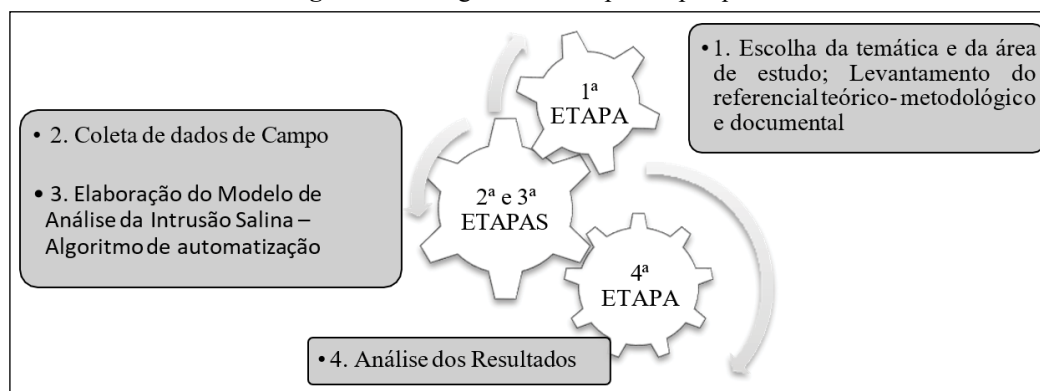 • 1. Escolha da temática e da área
de estudo; Levantamento do
referencial teórico- metodológico
e documental
1ª
ETAPA
• 2. Coleta de dados de Campo
• 3. Elaboração do Modelo de
Análise da Intrusão Salina –
Algoritmo de automatização
2ª e 3ª
ETAPAS
4ª
ETAPA
• 4. Análise dos Resultados